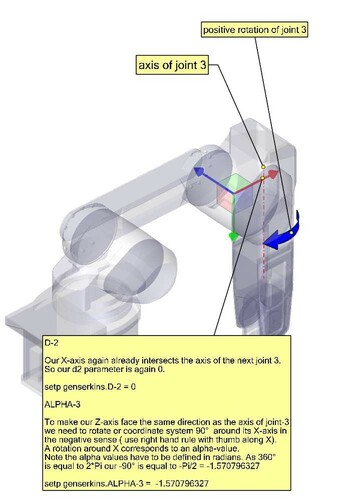 positive rotation of joint 3
axis of joint 3
D-2
Our X-axis again already intersects the axis of the next joint 3.
So our d2 parameter is again 0.
setp genserkins.D-2 = 0
ALPHA-3
To make our Z-axis face the same direction as the axis of joint-3
we need to rotate or coordinate system 90° around its X-axis in
the negative sense ( use right hand rule with thumb along X).
A rotation around X corresponds to an alpha-value.
Note the alpha values have to be defined in radians. As 360°
is equal to 2*Pi our -90° is equal to -Pi/2 = -1.570796327
setp genserkins.ALPHA-3 = -1.570796327